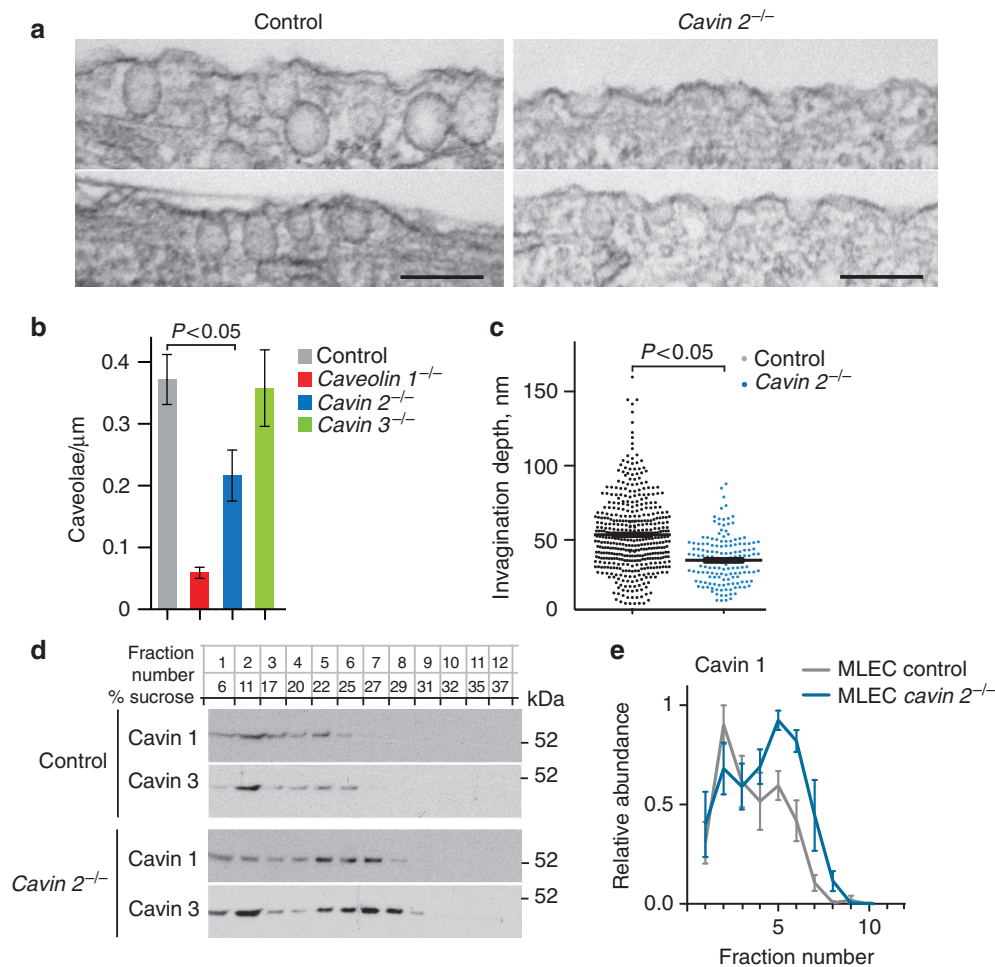 a
Control
Cavin 2–/–
b
P<0.05
Control
Caveolin 1–/–
Cavin 2–/–
Cavin 3–/–
Caveolae/μm
0.4
0.3
0.2
0.1
0
c
P<0.05
Control
Cavin 2–/–
Invagination depth, nm
150
100
50
0
d
Fraction number 1 2 3 4 5 6 7 8 9 10 11 12
% sucrose 6 11 17 20 22 25 27 29 31 32 35 37
kDa
Control
Cavin 1
52
Cavin 3
52
Cavin 2–/–
Cavin 1
52
Cavin 3
52
e
Cavin 1
MLEC control
MLEC cavin 2–/–
Relative abundance
1
0.5
0.0
5 10
Fraction number